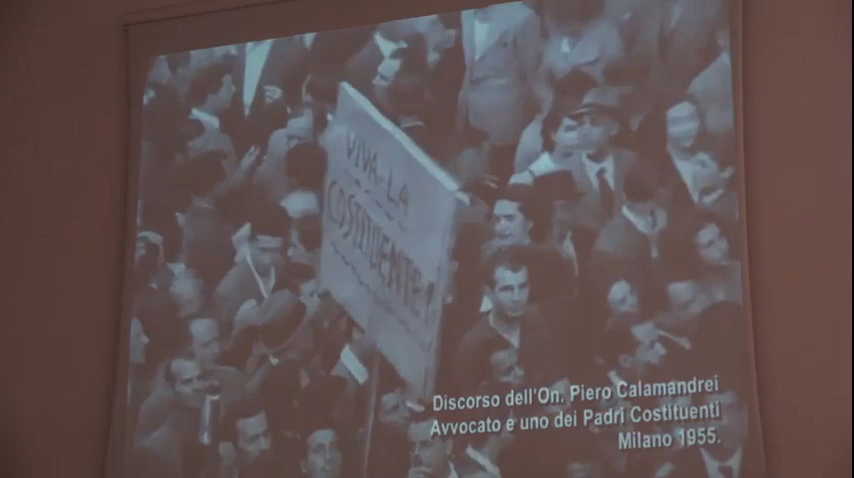 VIVA LA
COSTITUENTE!
Discorso dell'On. Piero Calamandrei
Avvocato e uno dei Padri Costituenti
Milano 1955.